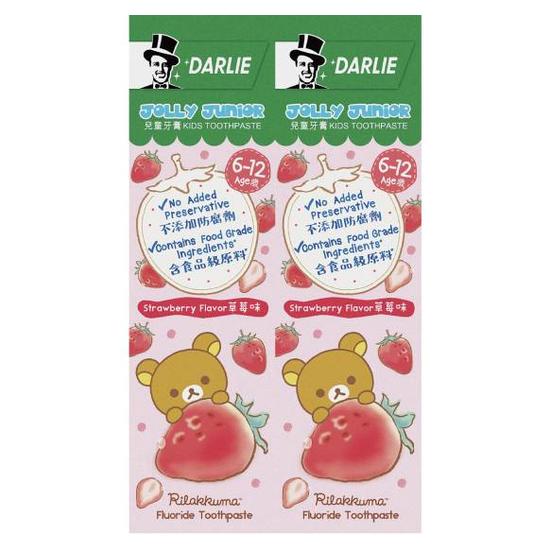 DARLIE
JOLLY JUNIOR
兒童牙膏 KIDS TOOTHPASTE
6-12
Age歲
No Added
Preservative
不添加防腐劑
Contains Food Grade
Ingredients*
含食品級原料*
Strawberry Flavor草莓味
Rilakkuma™
Fluoride Toothpaste
DARLIE
JOLLY JUNIOR
兒童牙膏 KIDS TOOTHPASTE
6-12
Age歲
No Added
Preservative
不添加防腐劑
Contains Food Grade
Ingredients*
含食品級原料*
Strawberry Flavor草莓味
Rilakkuma™
Fluoride Toothpaste